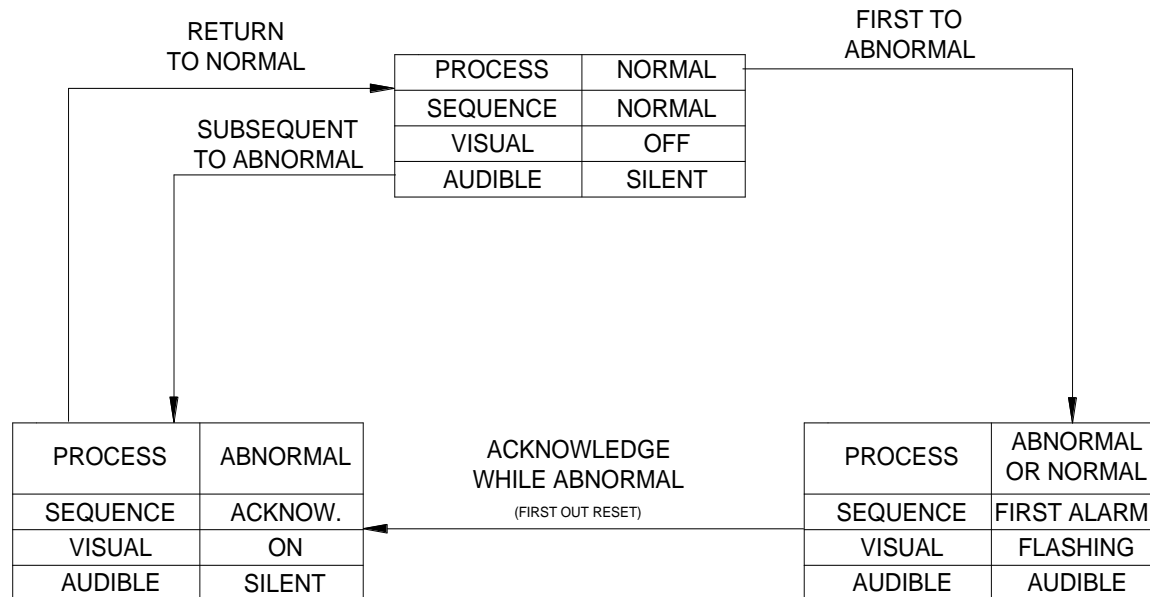 RETURN
TO NORMAL
FIRST TO
ABNORMAL
PROCESS NORMAL
SEQUENCE NORMAL
VISUAL OFF
AUDIBLE SILENT
SUBSEQUENT
TO ABNORMAL
PROCESS ABNORMAL
SEQUENCE ACKNOW.
VISUAL ON
AUDIBLE SILENT
ACKNOWLEDGE
WHILE ABNORMAL
(FIRST OUT RESET)
PROCESS ABNORMAL
OR NORMAL
SEQUENCE FIRST ALARM
VISUAL FLASHING
AUDIBLE AUDIBLE